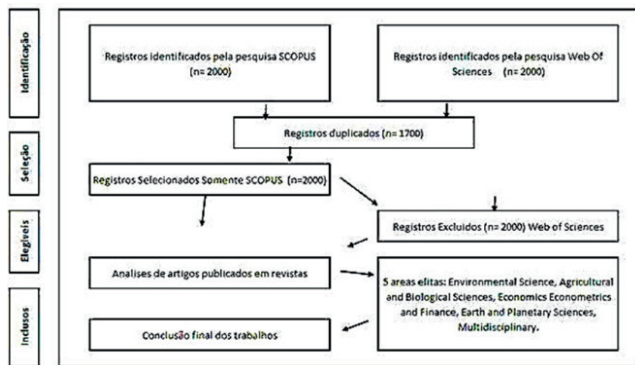 Identificação
Registros identificados pela pesquisa SCOPUS
(n= 2000)
Registros identificados pela pesquisa Web Of
Sciences (n= 2000)
Registros duplicados (n= 1700)
Seleção
Registros Selecionados Somente SCOPUS (n=2000)
Elegíveis
Registros Excluídos (n= 2000) Web of Sciences
Analises de artigos publicados em revistas
5 areas elitas: Environmental Science, Agricultural
and Biological Sciences, Economics Econometrics
and Finance, Earth and Planetary Sciences,
Multidisciplinary.
Inclusos
Conclusão final dos trabalhos